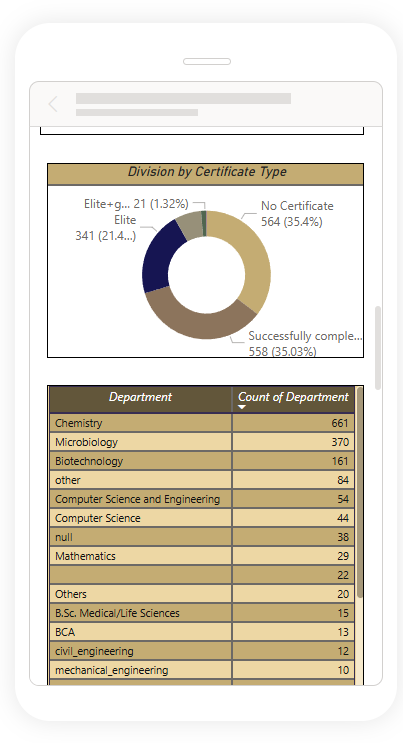 Division by Certificate Type
Elite+g... 21 (1.32%)
No Certificate
564 (35.4%)
Elite
341 (21.4...)
Successfully comple...
558 (35.03%)
Department Count of Department
Chemistry 661
Microbiology 370
Biotechnology 161
other 84
Computer Science and Engineering 54
Computer Science 44
null 38
Mathematics 29
22
Others 20
B.Sc. Medical/Life Sciences 15
BCA 13
civil_engineering 12
mechanical_engineering 10